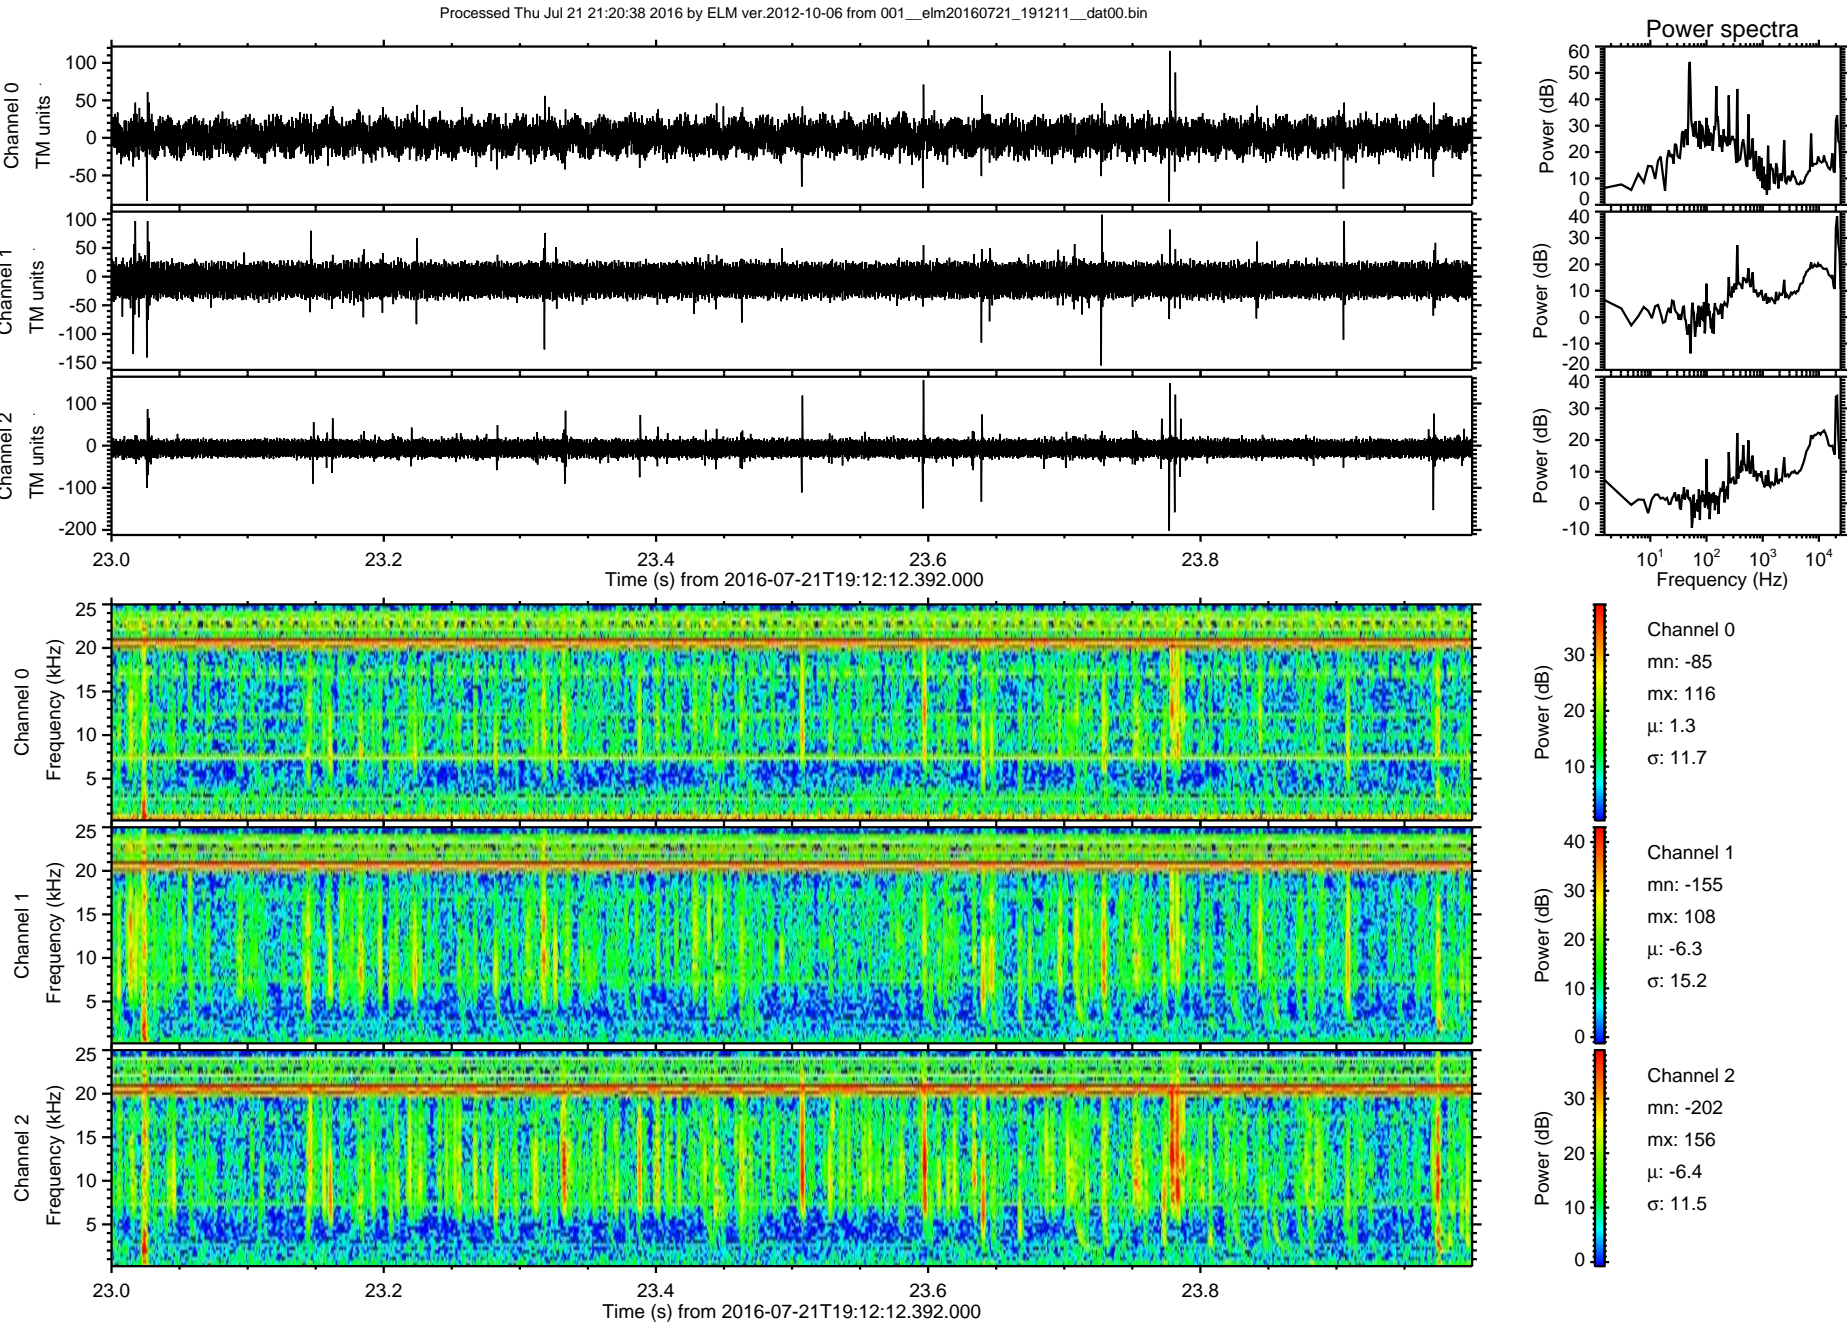 Processed Thu Jul 21 21:20:38 2016 by ELM ver.2012-10-06 from 001__elm20160721_191211__dat00.bin
Power spectra
Channel 0
TM units
100
50
0
-50
Power (dB)
60
50
40
30
20
10
0
Channel 1
TM units
100
50
0
-50
-100
-150
Power (dB)
40
30
20
10
0
-10
-20
Channel 2
TM units
100
0
-100
-200
Power (dB)
40
30
20
10
0
-10
23.0 23.2 23.4 23.6 23.8
Time (s) from 2016-07-21T19:12:12.392.000
10^1 10^2 10^3 10^4
Frequency (Hz)
Channel 0
Frequency (kHz)
25
20
15
10
5
Power (dB)
30
20
10
Channel 0
mn: -85
mx: 116
μ: 1.3
σ: 11.7
Channel 1
Frequency (kHz)
25
20
15
10
5
Power (dB)
40
30
20
10
0
Channel 1
mn: -155
mx: 108
μ: -6.3
σ: 15.2
Channel 2
Frequency (kHz)
25
20
15
10
5
Power (dB)
30
20
10
0
Channel 2
mn: -202
mx: 156
μ: -6.4
σ: 11.5
23.0 23.2 23.4 23.6 23.8
Time (s) from 2016-07-21T19:12:12.392.000